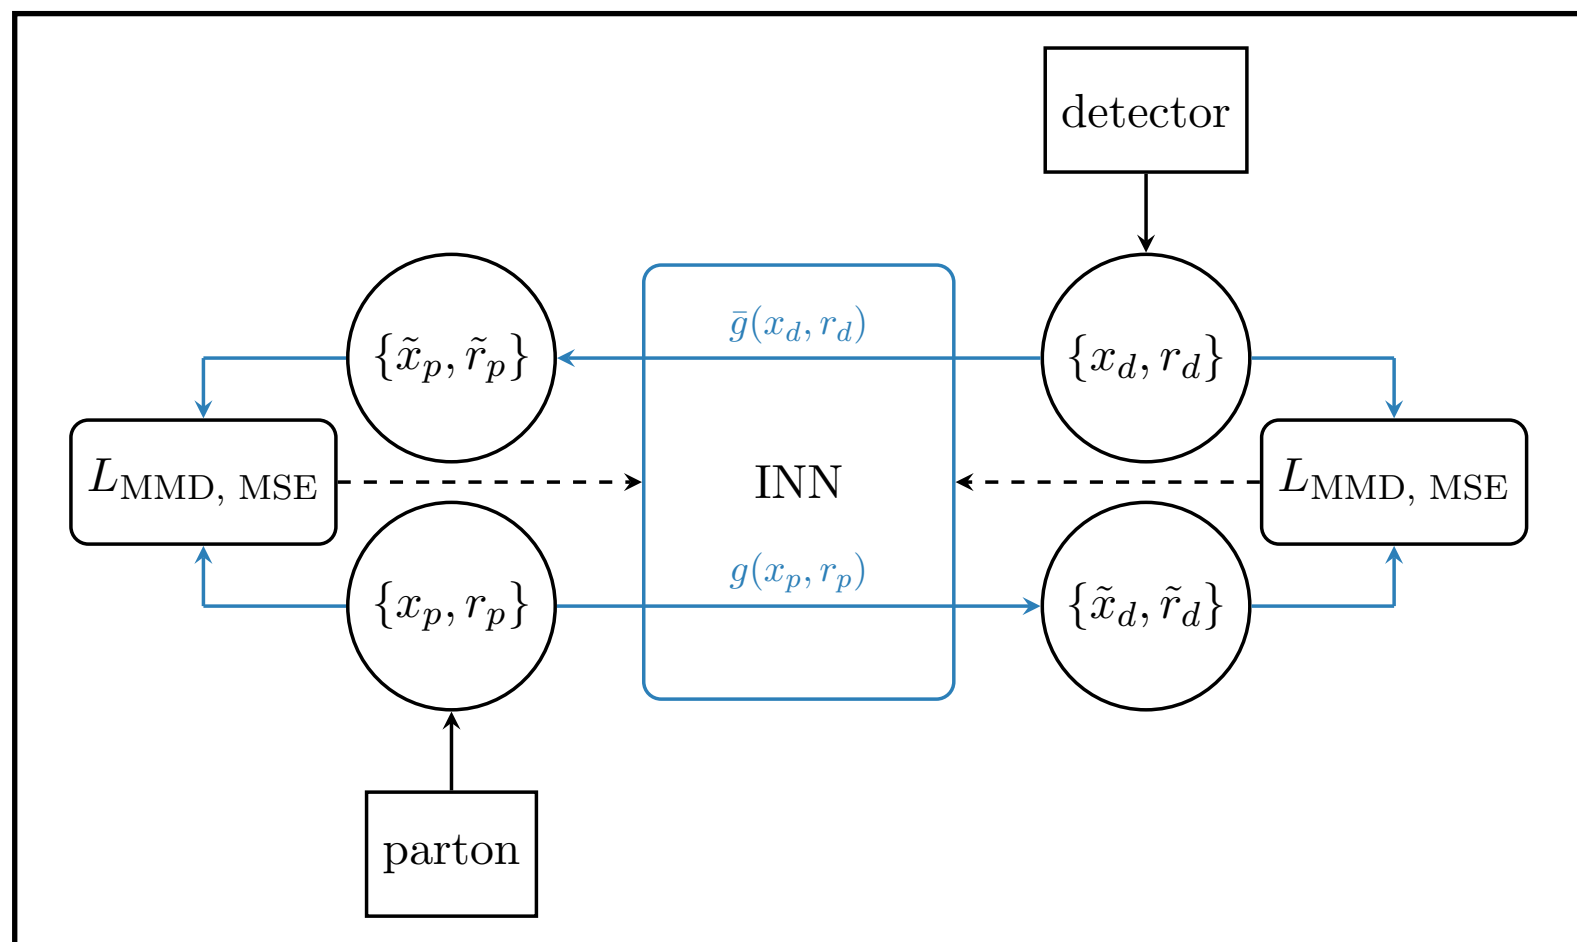 detector
ḡ(x_d, r_d)
{x̃_p, r̃_p}
{x_d, r_d}
L_MMD, MSE
INN
L_MMD, MSE
g(x_p, r_p)
{x_p, r_p}
{x̃_d, r̃_d}
parton